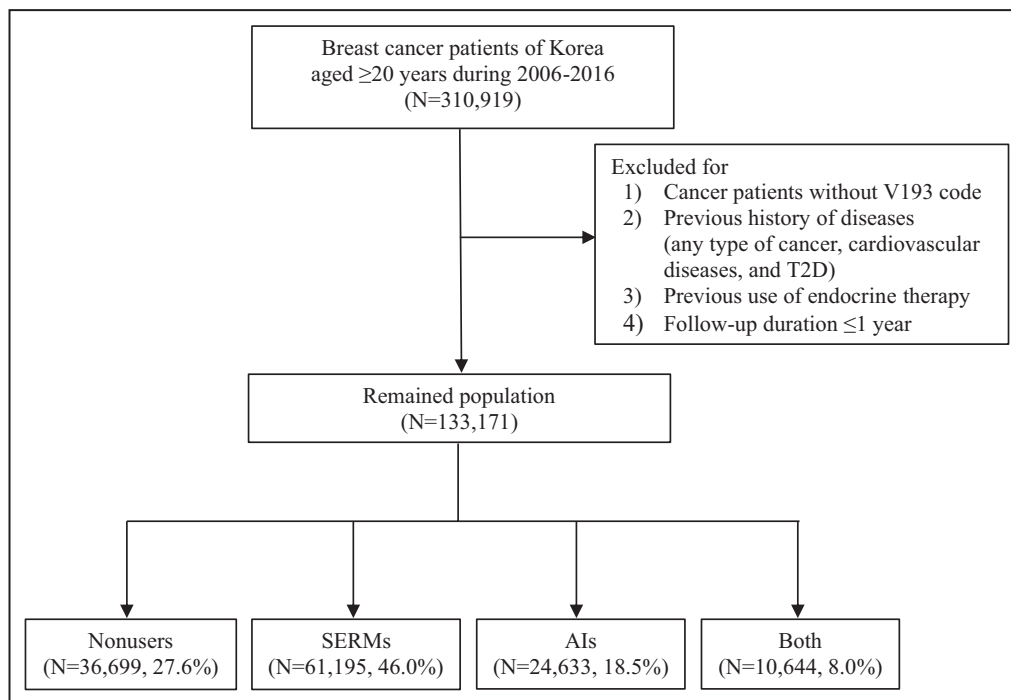 Breast cancer patients of Korea
aged ≥20 years during 2006-2016
(N=310,919)
Excluded for
1) Cancer patients without V193 code
2) Previous history of diseases
(any type of cancer, cardiovascular
diseases, and T2D)
3) Previous use of endocrine therapy
4) Follow-up duration ≤1 year
Remained population
(N=133,171)
Nonusers
(N=36,699, 27.6%)
SERMs
(N=61,195, 46.0%)
AIs
(N=24,633, 18.5%)
Both
(N=10,644, 8.0%)